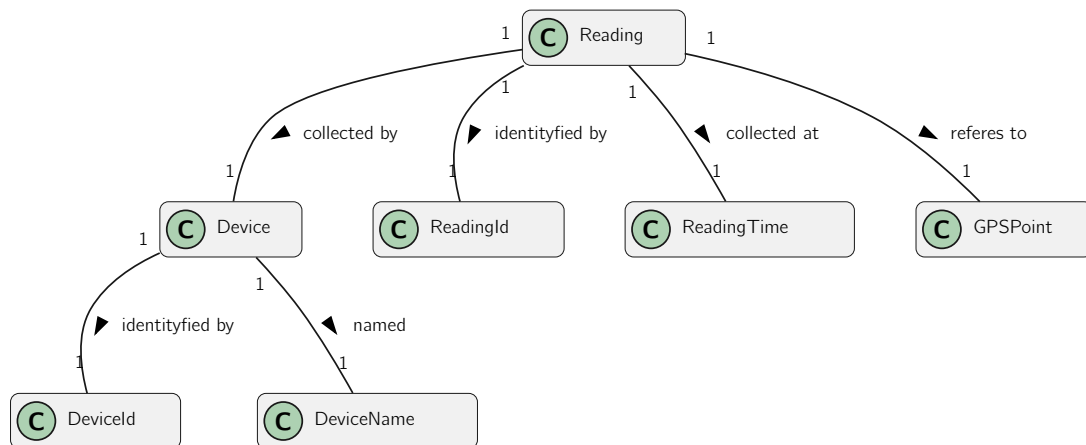 C Reading
1
1
1
1
1
collected by
identityfied by
collected at
referes to
1
1
1
1
C Device
C ReadingId
C ReadingTime
C GPSPoint
1
1
identityfied by
named
1
1
C DeviceId
C DeviceName